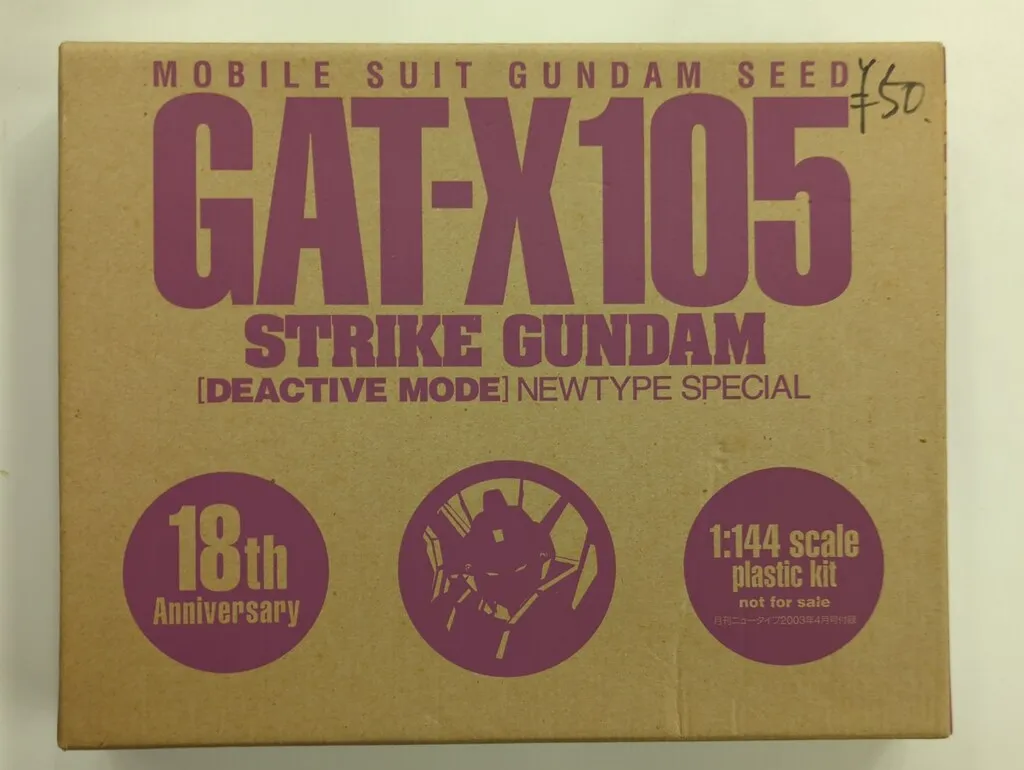 MOBILE SUIT GUNDAM SEED
¥50.
GAT-X105
STRIKE GUNDAM
[DEACTIVE MODE] NEWTYPE SPECIAL
18th
Anniversary
1:144 scale
plastic kit
not for sale
月刊ニュータイプ2003年4月号付録